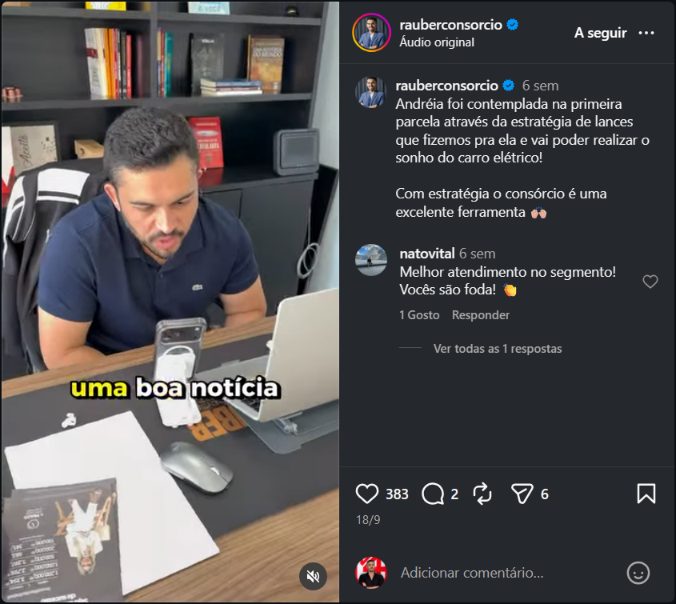 rauberconsorcio
Áudio original
A seguir
rauberconsorcio 6 sem
Andréia foi contemplada na primeira
parcela através da estratégia de lances
que fizemos pra ela e vai poder realizar o
sonho do carro elétrico!
Com estratégia o consórcio é uma
excelente ferramenta 🙌🏻
natovital 6 sem
Melhor atendimento no segmento!
Vocês são foda! 👏
1 Gosto Responder
Ver todas as 1 respostas
uma boa notícia
383 2 6
18/9
Adicionar comentário...